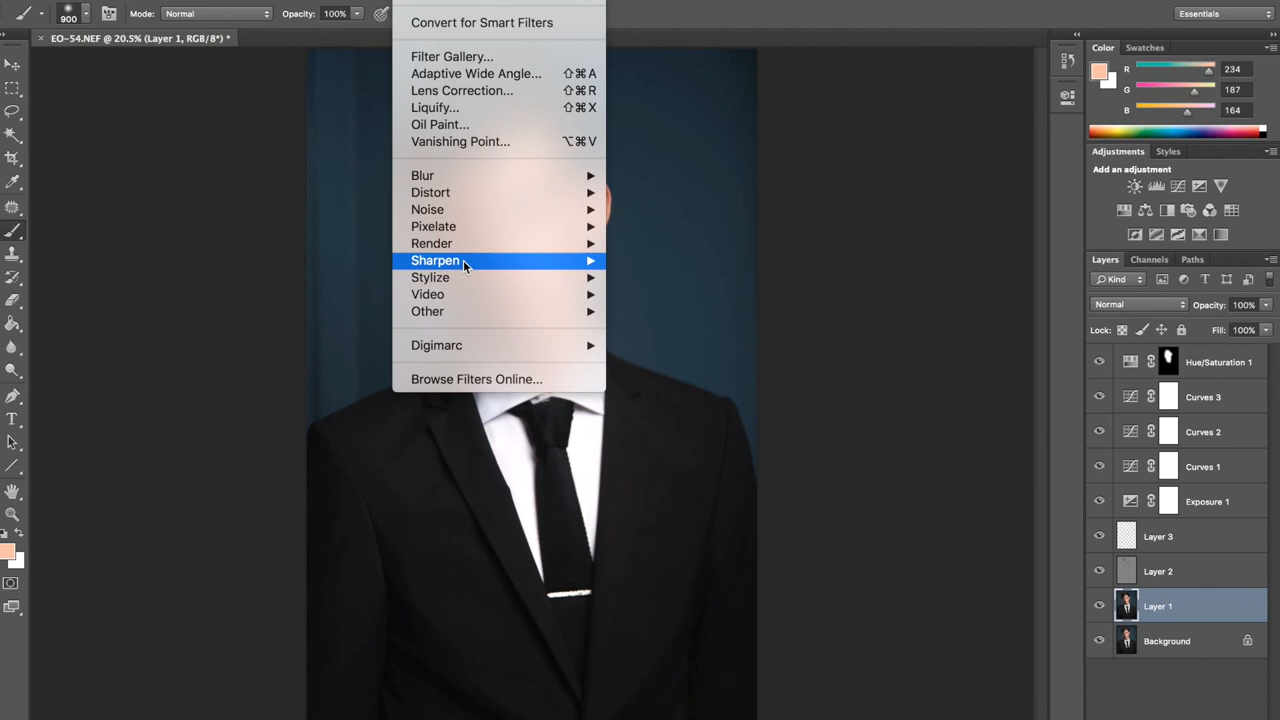 900 Mode: Normal Opacity: 100% Essentials
× EO-54.NEF @ 20.5% (Layer 1, RGB/8*) *
Convert for Smart Filters
Filter Gallery...
Adaptive Wide Angle... ⇧⌘A
Lens Correction... ⇧⌘R
Liquify... ⇧⌘X
Oil Paint...
Vanishing Point... ⌥⌘V
Blur
Distort
Noise
Pixelate
Render
Sharpen
Stylize
Video
Other
Digimarc
Browse Filters Online...
Color Swatches
R 234
G 187
B 164
Adjustments Styles
Add an adjustment
Layers Channels Paths
Kind
Normal Opacity: 100%
Lock: Fill: 100%
Hue/Saturation 1
Curves 3
Curves 2
Curves 1
Exposure 1
Layer 3
Layer 2
Layer 1
Background